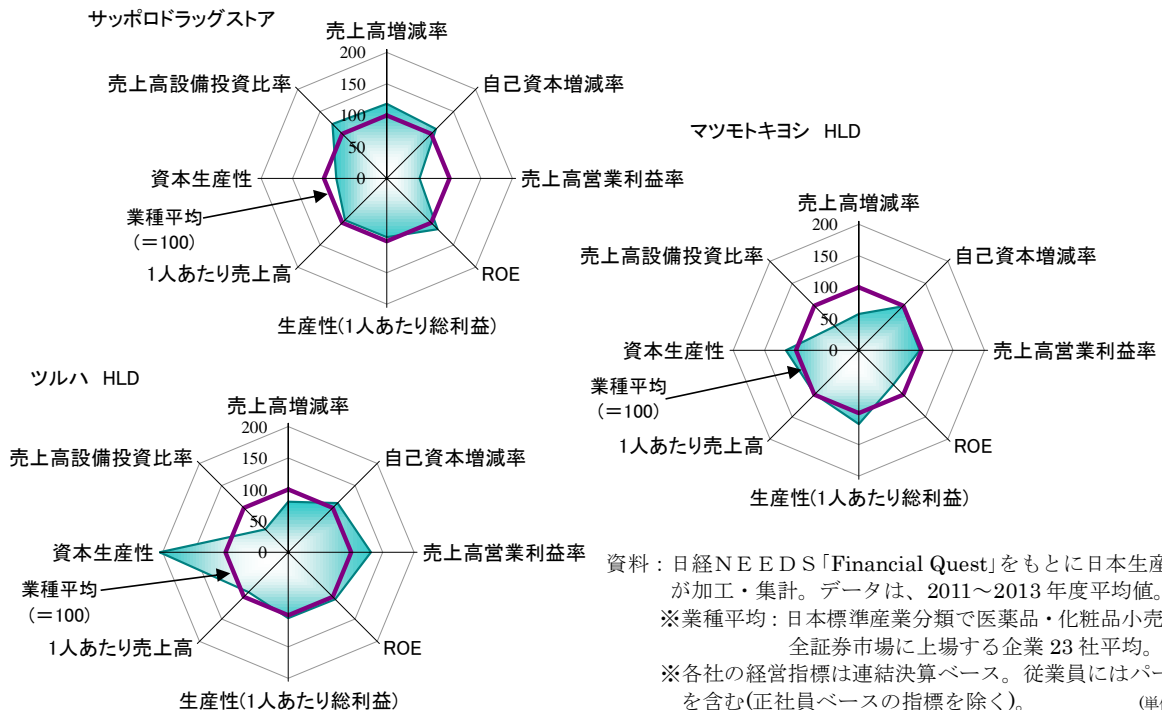 サッポロドラッグストア
売上高増減率
200
150
100
50
0
売上高設備投資比率
自己資本増減率
資本生産性
売上高営業利益率
業種平均
(=100)
1人あたり売上高
ROE
生産性(1人あたり総利益)
マツモトキヨシ HLD
売上高増減率
200
150
100
50
0
売上高設備投資比率
自己資本増減率
資本生産性
売上高営業利益率
業種平均
(=100)
1人あたり売上高
ROE
生産性(1人あたり総利益)
ツルハ HLD
売上高増減率
200
150
100
50
0
売上高設備投資比率
自己資本増減率
資本生産性
売上高営業利益率
業種平均
(=100)
1人あたり売上高
ROE
生産性(1人あたり総利益)
資料：日経ＮＥＥＤＳ「Financial Quest」をもとに日本生産
が加工・集計。データは、2011～2013年度平均値。
※業種平均：日本標準産業分類で医薬品・化粧品小売
全証券市場に上場する企業 23 社平均。
※各社の経営指標は連結決算ベース。従業員にはパー
を含む(正社員ベースの指標を除く)。
(単位